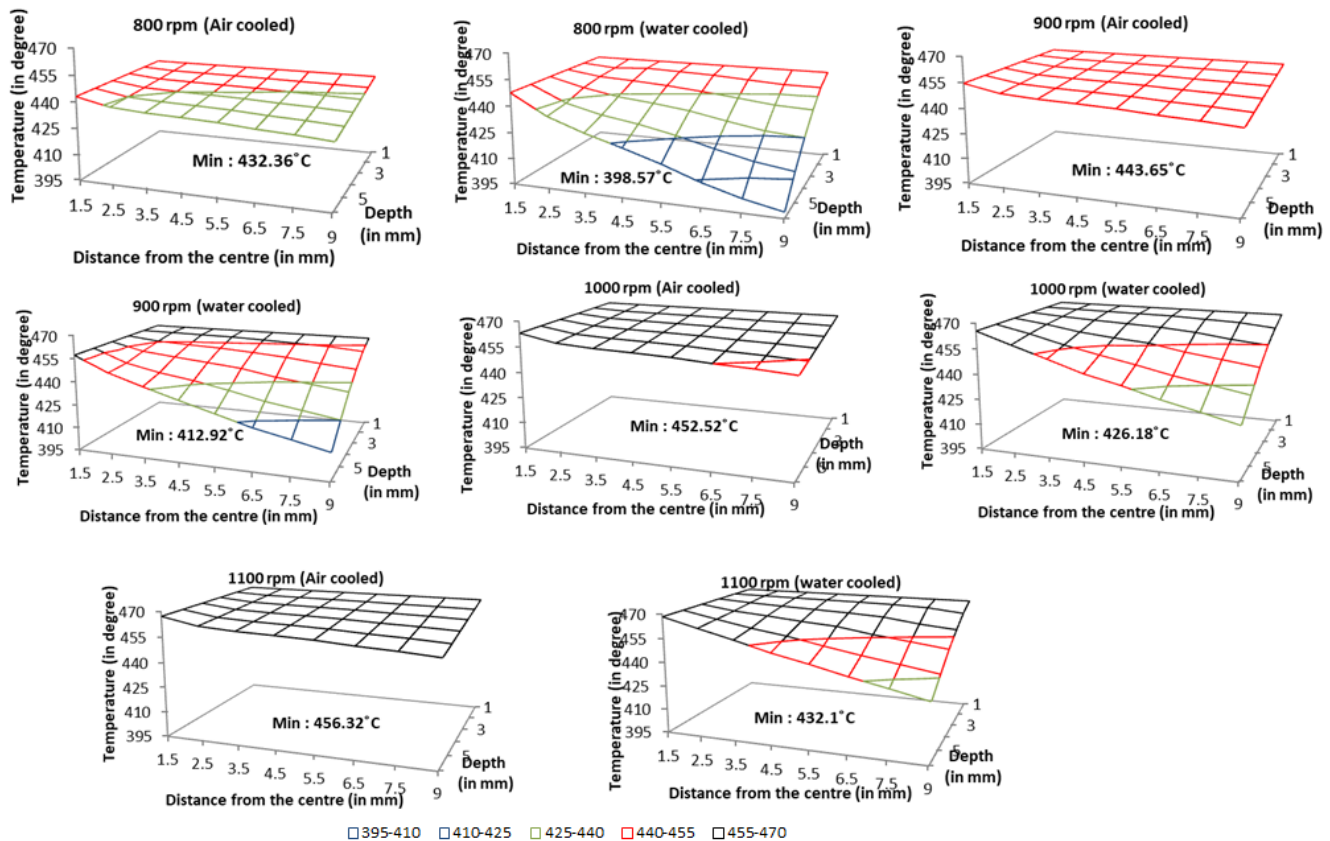 800 rpm (Air cooled)
Temperature (in degree)
470
455
440
425
410
395
Min : 432.36˚C
1.5 2.5 3.5 4.5 5.5 6.5 7.5 9
1
3
5
Depth
(in mm)
Distance from the centre (in mm)
800 rpm (water cooled)
Temperature (in degree)
470
455
440
425
410
395
Min : 398.57˚C
1.5 2.5 3.5 4.5 5.5 6.5 7.5 9
1
3
5
Depth
(in mm)
Distance from the centre (in mm)
900 rpm (Air cooled)
Temperature (in degree)
470
455
440
425
410
395
Min : 443.65˚C
1.5 2.5 3.5 4.5 5.5 6.5 7.5 9
1
3
5
Depth
(in mm)
Distance from the centre (in mm)
900 rpm (water cooled)
Temperature (in degree)
470
455
440
425
410
395
Min : 412.92˚C
1.5 2.5 3.5 4.5 5.5 6.5 7.5 9
1
3
5
Depth
(in mm)
Distance from the centre (in mm)
1000 rpm (Air cooled)
Temperature (in degree)
470
455
440
425
410
395
Min : 452.52˚C
1.5 2.5 3.5 4.5 5.5 6.5 7.5 9
1
3
5
Depth
(in mm)
Distance from the centre (in mm)
1000 rpm (water cooled)
Temperature (in degree)
470
455
440
425
410
395
Min : 426.18˚C
1.5 2.5 3.5 4.5 5.5 6.5 7.5 9
1
3
5
Depth
(in mm)
Distance from the centre (in mm)
1100 rpm (Air cooled)
Temperature (in degree)
470
455
440
425
410
395
Min : 456.32˚C
1.5 2.5 3.5 4.5 5.5 6.5 7.5 9
1
3
5
Depth
(in mm)
Distance from the centre (in mm)
1100 rpm (water cooled)
Temperature (in degree)
470
455
440
425
410
395
Min : 432.1˚C
1.5 2.5 3.5 4.5 5.5 6.5 7.5 9
1
3
5
Depth
(in mm)
Distance from the centre (in mm)
395-410 410-425 425-440 440-455 455-470